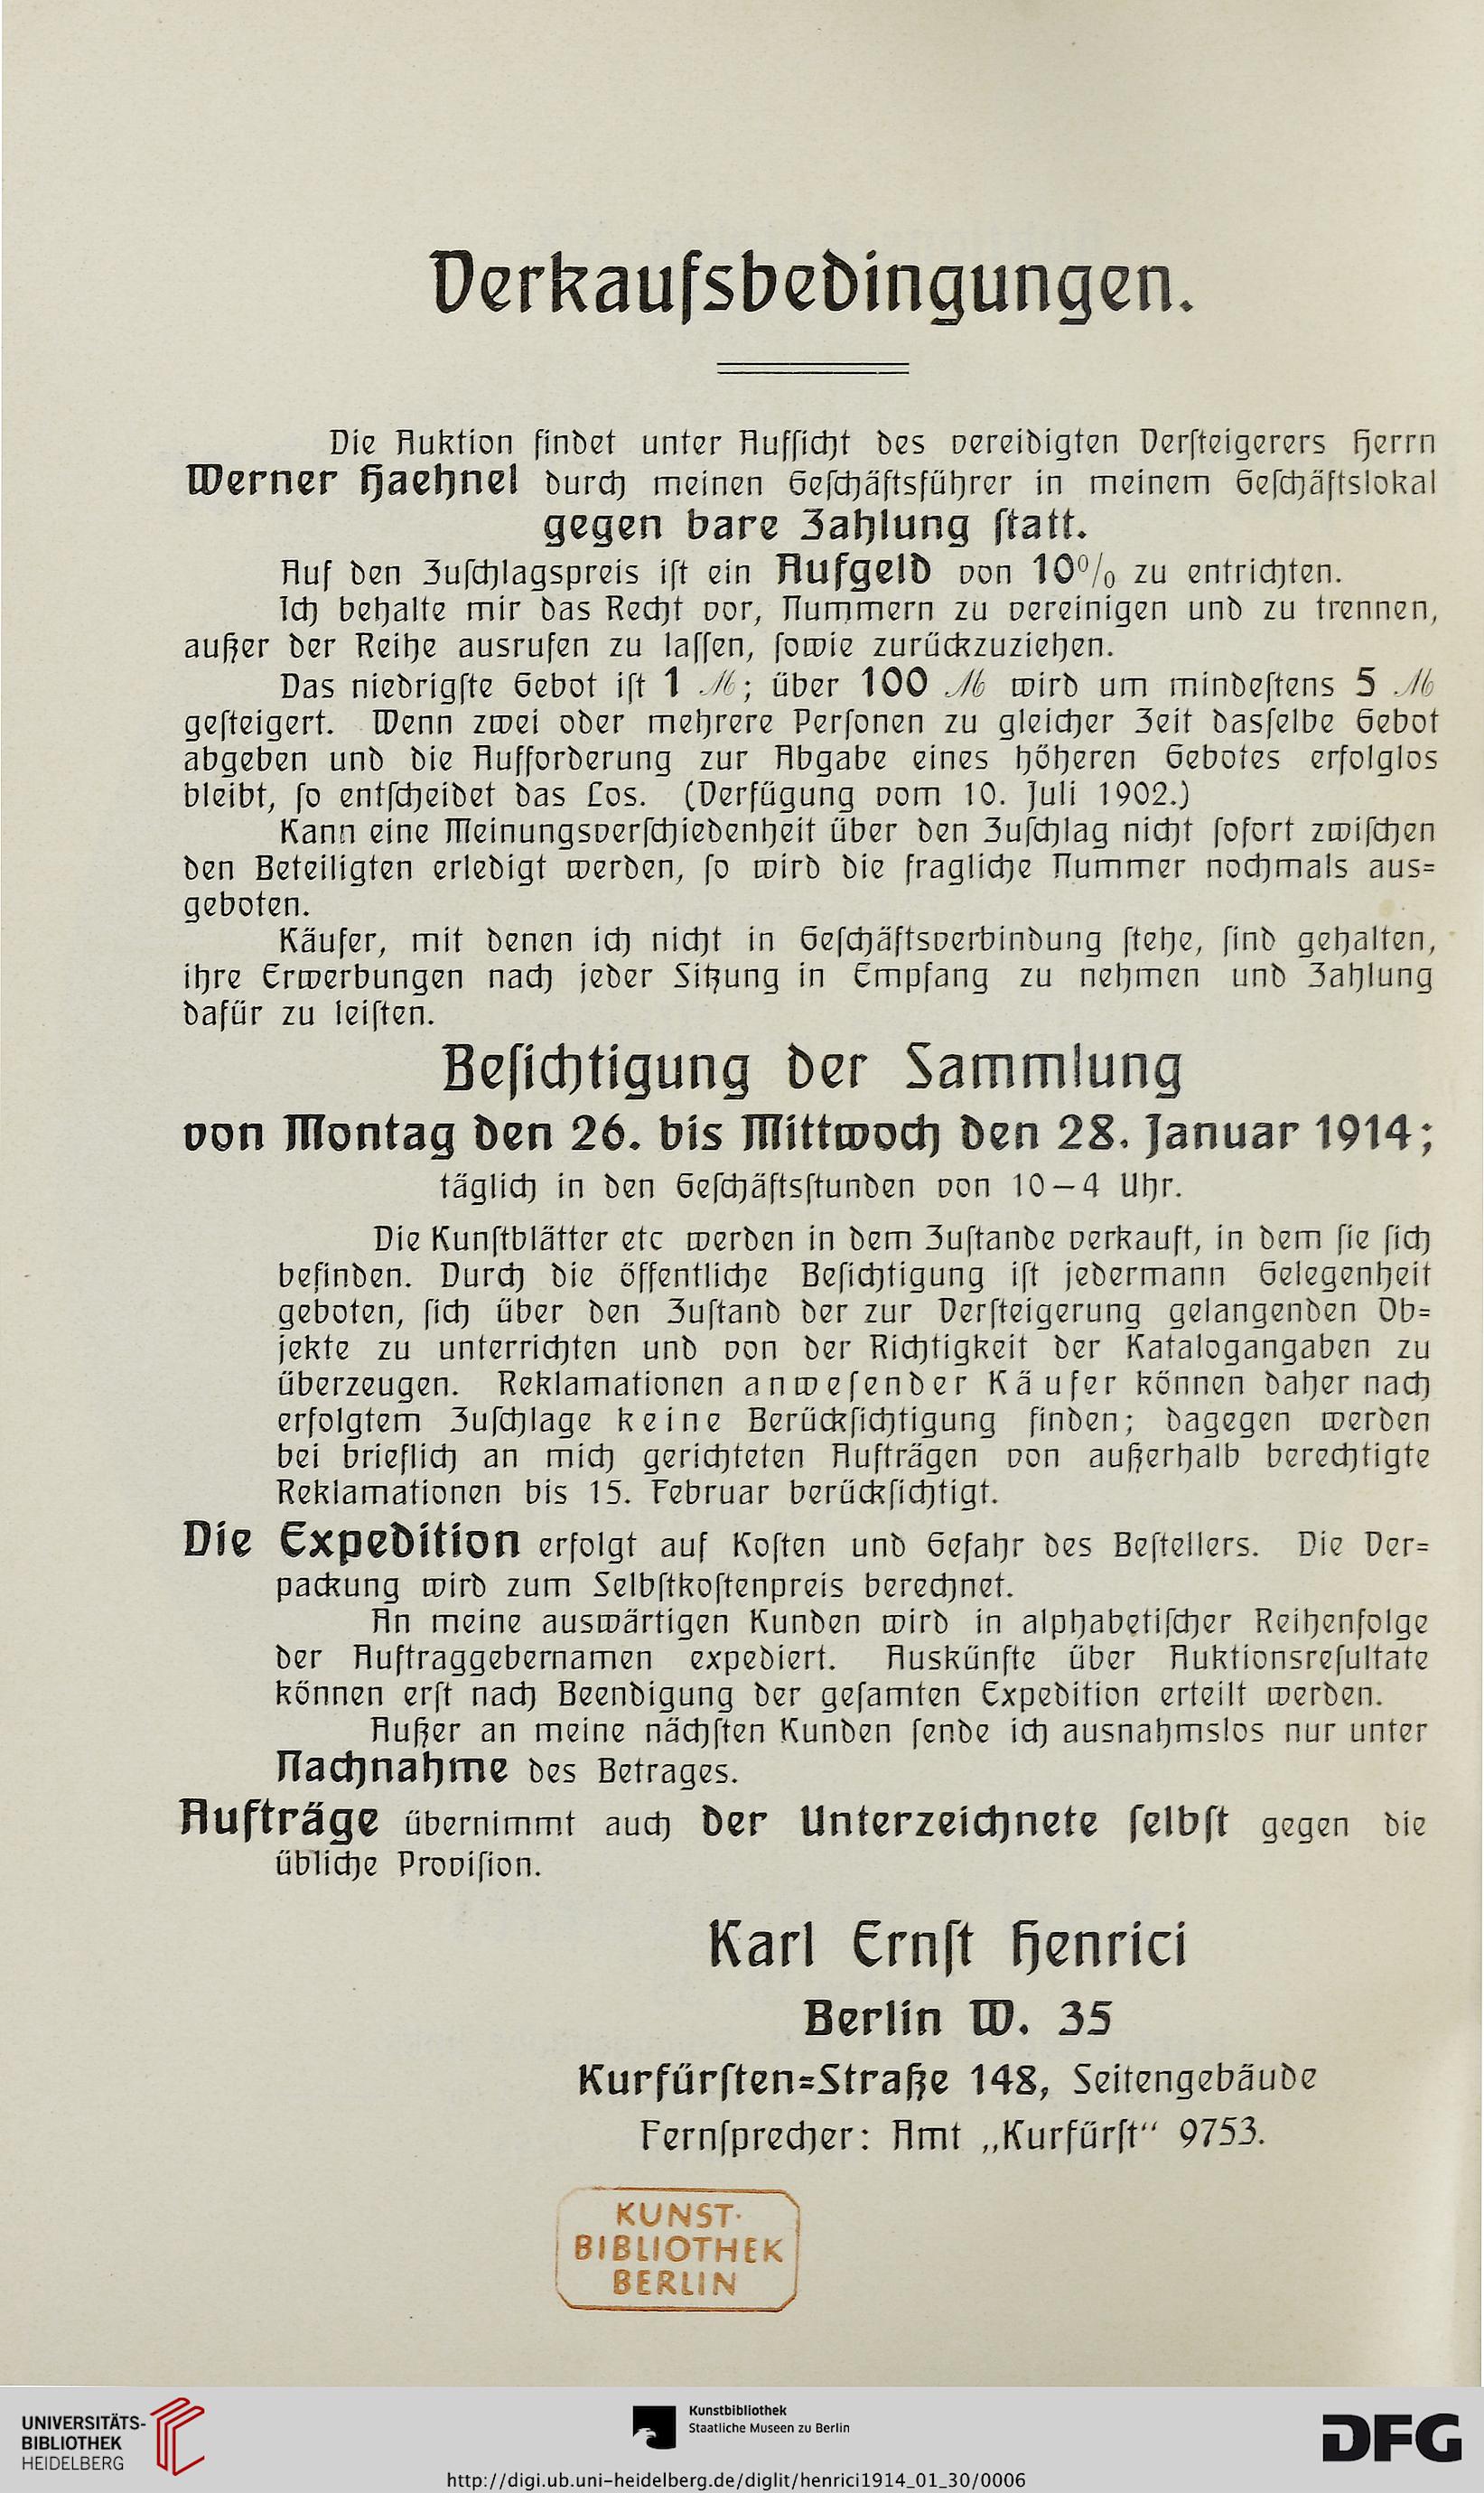 Verkaufsbedingungen.
Die Auktion findet unter Aufſicht des vereidigten Verſteigerers Herrn
Werner Haehnel durch meinen Geſchäftsführer in meinem Geſchäftslokal
gegen bare Zahlung ſtatt.
Auf den Zuſchlagspreis iſt ein Aufgeld von 10% zu entrichten.
Ich behalte mir das Recht vor, Nummern zu vereinigen und zu trennen,
außer der Reihe ausrufen zu laſſen, ſowie zurückzuziehen.
Das niedrigſte Gebot iſt 1 ℳ; über 100 ℳ wird um mindeſtens 5 ℳ
geſteigert. Wenn zwei oder mehrere Perſonen zu gleicher Zeit dasſelbe Gebot
abgeben und die Aufforderung zur Abgabe eines höheren Gebotes erfolglos
bleibt, ſo entſcheidet das Los. (Verfügung vom 10. Juli 1902.)
Kann eine Meinungsverſchiedenheit über den Zuſchlag nicht ſofort zwiſchen
den Beteiligten erledigt werden, ſo wird die fragliche Nummer nochmals aus=
geboten.
Käufer, mit denen ich nicht in Geſchäftsverbindung ſtehe, ſind gehalten,
ihre Erwerbungen nach jeder Sitzung in Empfang zu nehmen und Zahlung
dafür zu leiſten.
Beſichtigung der Sammlung
von Montag den 26. bis Mittwoch den 28. Januar 1914;
täglich in den Geſchäftsſtunden von 10—4 Uhr.
Die Kunſtblätter etc werden in dem Zuſtande verkauft, in dem ſie ſich
befinden. Durch die öffentliche Beſichtigung iſt jedermann Gelegenheit
geboten, ſich über den Zuſtand der zur Verſteigerung gelangenden Ob=
jekte zu unterrichten und von der Richtigkeit der Katalogangaben zu
überzeugen. Reklamationen anweſender Käufer können daher nach
erfolgtem Zuſchlage keine Berückſichtigung finden; dagegen werden
bei brieflich an mich gerichteten Aufträgen von außerhalb berechtigte
Reklamationen bis 15. Februar berückſichtigt.
Die Expedition erfolgt auf Koſten und Gefahr des Beſtellers. Die Ver=
packung wird zum Selbſtkoſtenpreis berechnet.
An meine auswärtigen Kunden wird in alphabetiſcher Reihenfolge
der Auftraggebernamen expediert. Auskünfte über Auktionsreſultate
können erſt nach Beendigung der geſamten Expedition erteilt werden.
Außer an meine nächſten Kunden ſende ich ausnahmslos nur unter
Nachnahme des Betrages.
Aufträge übernimmt auch der Unterzeichnete ſelbſt gegen die
übliche Proviſion.
Karl Ernſt Henrici
Berlin W. 35
Kurfürſten=Straße 148, Seitengebäude
Fernſprecher: Amt „Kurfürſt“ 9753.
KUNST-
BIBLIOTHEK
BERLIN
UNIVERSITÄTS-
BIBLIOTHEK
HEIDELBERG
Kunstbibliothek
Staatliche Museen zu Berlin
DFG
http://digi.ub.uni-heidelberg.de/diglit/henrici1914_01_30/0006